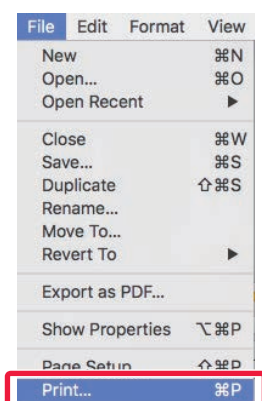 File Edit Format View
New ⌘N
Open... ⌘O
Open Recent ▶
Close ⌘W
Save... ⌘S
Duplicate ⇧⌘S
Rename...
Move To...
Revert To ▶
Export as PDF...
Show Properties ⌥⌘P
Page Setup ⇧⌘P
Print... ⌘P